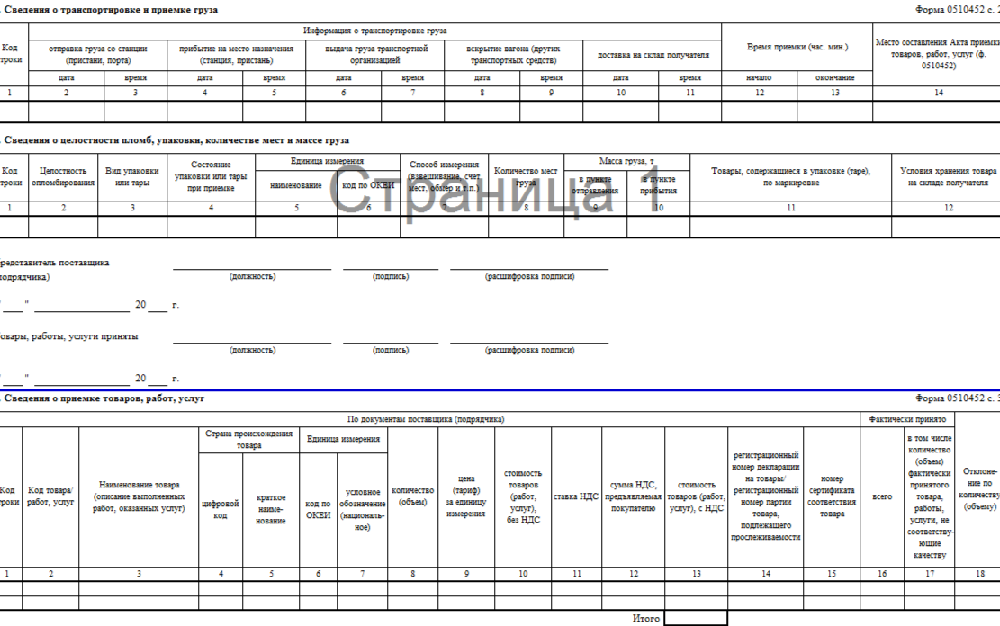 . Сведения о транспортировке и приемке груза
Форма 0510452 с. 2
Код
троки
Информация о транспортировке груза
отправка груза со станции
(пристани, порта)
прибытие на место назначения
(станция, пристань)
выдача груза транспортной
организацией
вскрытие вагона (других
транспортных средств)
доставка на склад получателя
Время приемки (час. мин.)
Место составления Акта приемки
товаров, работ, услуг (ф.
0510452)
дата время дата время дата время дата время дата время начало окончание
1 2 3 4 5 6 7 8 9 10 11 12 13 14
. Сведения о целостности пломб, упаковки, количестве мест и массе груза
Код
троки
Целостность
опломбирования
Вид упаковки
или тары
Состояние
упаковки или тары
при приемке
Единица измерения
наименование
код по ОКЕИ
Способ измерения
(взвешивание, счет
мест, обмер и т.п.)
Количество мест
груза
Масса груза, т
в пункте
отправления
в пункте
прибытия
Товары, содержащиеся в упаковке (таре),
по маркировке
Условия хранения товара
на складе получателя
1 2 3 4 5 6 7 8 9 10 11 12
Страница 1
редставитель поставщика
подрядчика)
(должность) (подпись) (расшифровка подписи)
" ___ " ___ 20 ___ г.
овары, работы, услуги приняты
(должность) (подпись) (расшифровка подписи)
" ___ " ___ 20 ___ г.
. Сведения о приемке товаров, работ, услуг
Форма 0510452 с. 3
Код
троки
По документам поставщика (подрядчика)
Фактически принято
Код товара/
работ, услуг
Наименование товара
(описание выполненных
работ, оказанных услуг)
Страна происхождения
товара
цифровой
код
краткое
наиме-
нование
Единица измерения
код по
ОКЕИ
условное
обозначение
(националь-
ное)
количество
(объем)
цена
(тариф)
за единицу
измерения
стоимость
товаров
(работ,
услуг),
без НДС
ставка НДС
сумма НДС,
предъявляемая
покупателю
стоимость
товаров (работ,
услуг), с НДС
регистрационный
номер декларации
на товары/
регистрационный
номер партии
товара,
подлежащего
прослеживаемости
номер
сертификата
соответствия
товара
всего
в том числе
количество
(объем)
фактически
принятого
товара,
работы,
услуги, не
соответству-
ющие
качеству
Отклоне-
ние по
количеству
(объему)
1 2 3 4 5 6 7 8 9 10 11 12 13 14 15 16 17 18
Итого